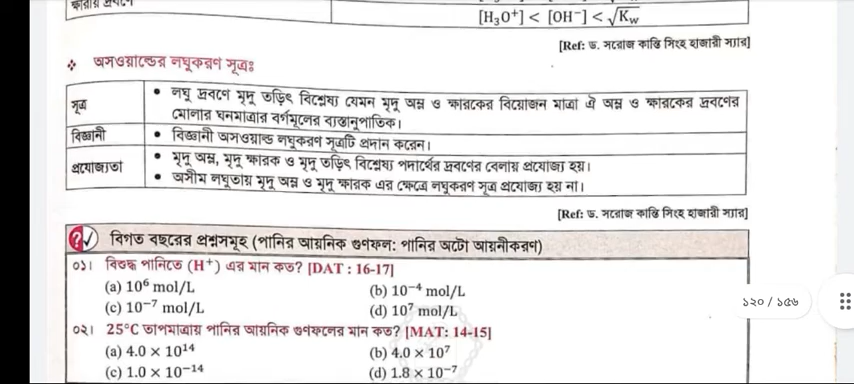 ক্ষারীয় দ্রবণে
[H₃O⁺] < [OH⁻] < √Kw
[Ref: ড. সরোজ কান্তি সিংহ হাজারী স্যার]
❖ অসওয়াল্ডের লঘুকরণ সূত্রঃ
সূত্র • লঘু দ্রবণে মৃদু তড়িৎ বিশ্লেষ্য যেমন মৃদু অম্ল ও ক্ষারকের বিয়োজন মাত্রা ঐ অম্ল ও ক্ষারকের দ্রবণের
মোলার ঘনমাত্রার বর্গমূলের ব্যস্তানুপাতিক।
বিজ্ঞানী • বিজ্ঞানী অসওয়াল্ড লঘুকরণ সূত্রটি প্রদান করেন।
প্রযোজ্যতা • মৃদু অম্ল, মৃদু ক্ষারক ও মৃদু তড়িৎ বিশ্লেষ্য পদার্থের দ্রবণের বেলায় প্রযোজ্য হয়।
• অসীম লঘুতায় মৃদু অম্ল ও মৃদু ক্ষারক এর ক্ষেত্রে লঘুকরণ সূত্র প্রযোজ্য হয় না।
[Ref: ড. সরোজ কান্তি সিংহ হাজারী স্যার]
বিগত বছরের প্রশ্নসমূহ (পানির আয়নিক গুণফল: পানির অটো আয়নীকরণ)
০১। বিশুদ্ধ পানিতে (H⁺) এর মান কত? [DAT : 16-17]
(a) 10⁶ mol/L (b) 10⁻⁴ mol/L
(c) 10⁻⁷ mol/L (d) 10⁷ mol/L
১২০ / ১৫৬
০২। 25°C তাপমাত্রায় পানির আয়নিক গুণফলের মান কত? [MAT: 14-15]
(a) 4.0 × 10¹⁴ (b) 4.0 × 10⁷
(c) 1.0 × 10⁻¹⁴ (d) 1.8 × 10⁻⁷